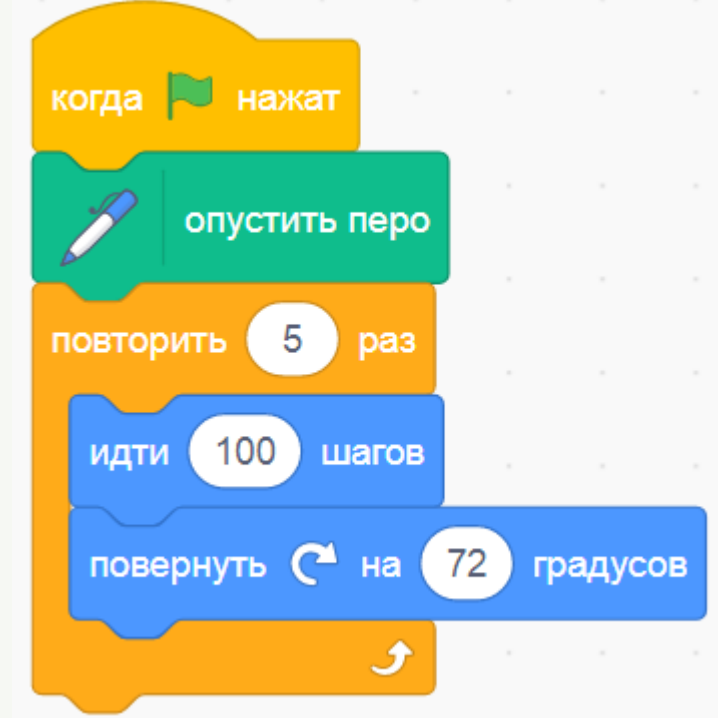 когда нажат
опустить перо
повторить 5 раз
идти 100 шагов
повернуть на 72 градусов